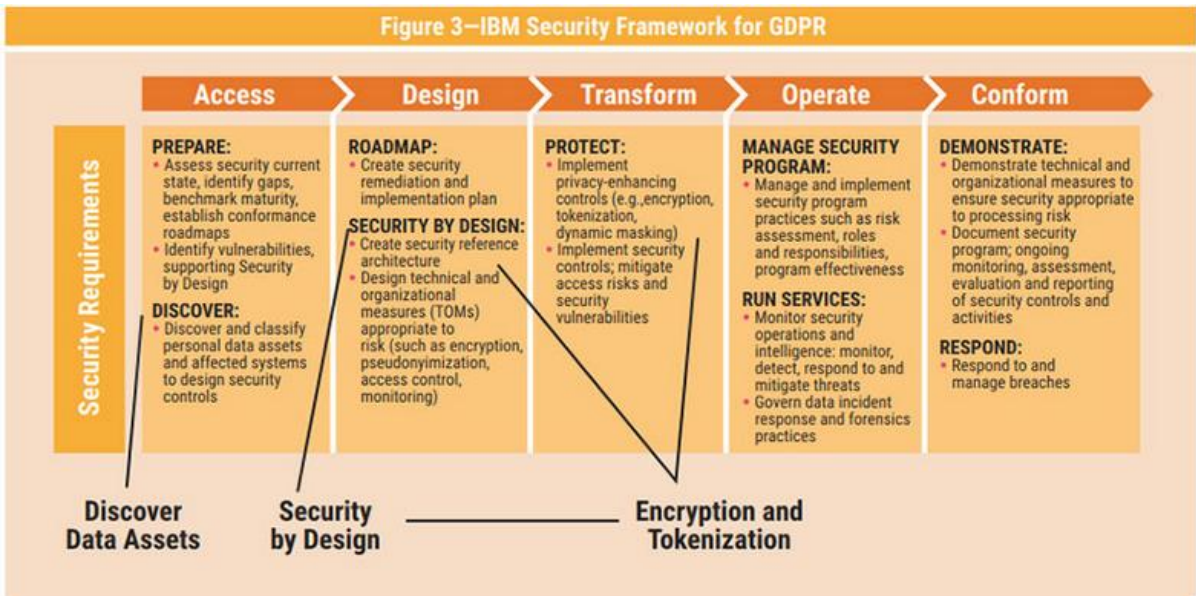 Figure 3—IBM Security Framework for GDPR
Access
Design
Transform
Operate
Conform
Security Requirements
PREPARE:
• Assess security current
state, identify gaps,
benchmark maturity,
establish conformance
roadmaps
• Identify vulnerabilities,
supporting Security
by Design
DISCOVER:
• Discover and classify
personal data assets
and affected systems
to design security
controls
ROADMAP:
• Create security
remediation and
implementation plan
SECURITY BY DESIGN:
• Create security reference
architecture
• Design technical and
organizational
measures (TOMs)
appropriate to
risk (such as encryption,
pseudonyimization,
access control,
monitoring)
PROTECT:
• Implement
privacy-enhancing
controls (e.g.,encryption,
tokenization,
dynamic masking)
• Implement security
controls; mitigate
access risks and
security
vulnerabilities
MANAGE SECURITY
PROGRAM:
• Manage and implement
security program
practices such as risk
assessment, roles
and responsibilities,
program effectiveness
RUN SERVICES:
• Monitor security
operations and
intelligence: monitor,
detect, respond to and
mitigate threats
• Govern data incident
response and forensics
practices
DEMONSTRATE:
• Demonstrate technical and
organizational measures to
ensure security appropriate
to processing risk
• Document security
program; ongoing
monitoring, assessment,
evaluation and reporting
of security controls and
activities
RESPOND:
• Respond to and
manage breaches
Discover
Data Assets
Security
by Design
Encryption and
Tokenization